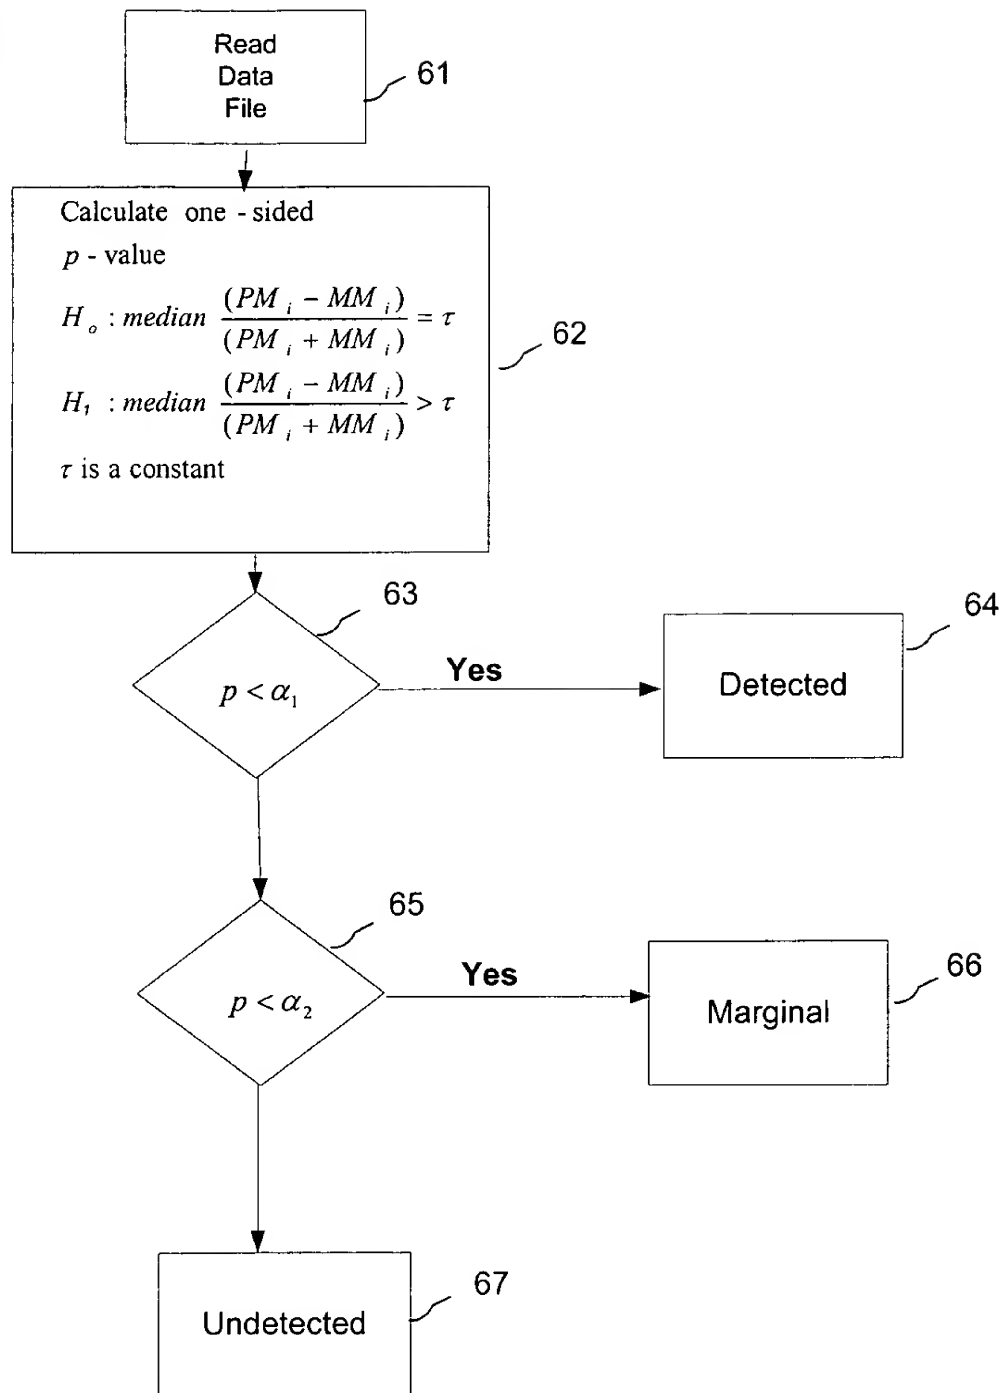 Read
Data
File
61
Calculate one - sided
p - value
H_o : median (PM_i − MM_i)/(PM_i + MM_i) = τ
62
H_1 : median (PM_i − MM_i)/(PM_i + MM_i) > τ
τ is a constant
63
p < α_1
Yes
64
Detected
65
p < α_2
Yes
66
Marginal
67
Undetected